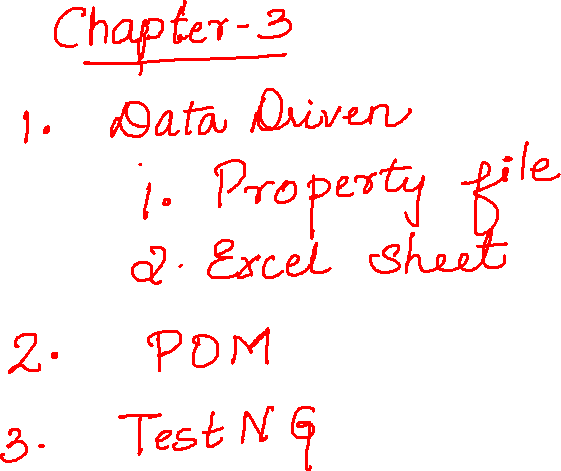 Chapter-3
1. Data Driven
1. Property file
2. Excel Sheet
2. POM
3. TestNG